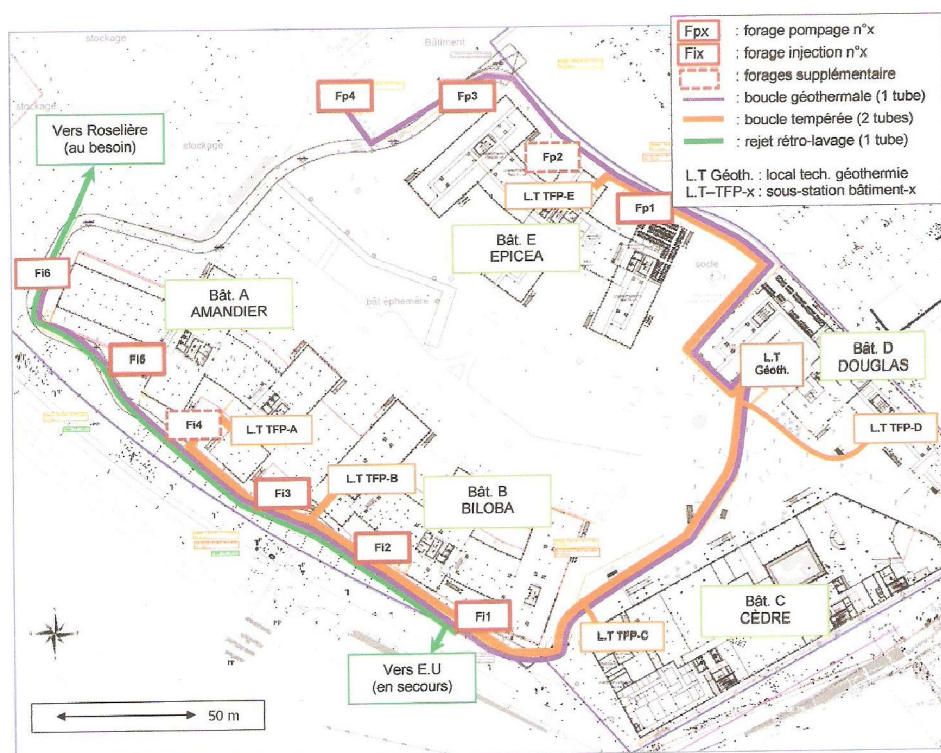 stockage
Bâtiment
Fp4
Fp3
stockage
Vers Roselière
(au besoin)
stockage
Fp2
L.T TFP-E
Fp1
Fi6
Bât. E
EPICEA
socle
Bât. A
AMANDIER
bât éphémère
Fi5
L.T
Géoth.
Bât. D
DOUGLAS
Fi4
L.T TFP-A
L.T TFP-D
Fi3
L.T TFP-B
Bât. B
BILOBA
Fi2
Fi1
Bât. C
CÈDRE
L.T TFP-C
Vers E.U
(en secours)
50 m
Fpx : forage pompage n°x
Fix : forage injection n°x
: forages supplémentaire
: boucle géothermale (1 tube)
: boucle tempérée (2 tubes)
: rejet rétro-lavage (1 tube)
L.T Géoth. : local tech. géothermie
L.T–TFP-x : sous-station bâtiment-x